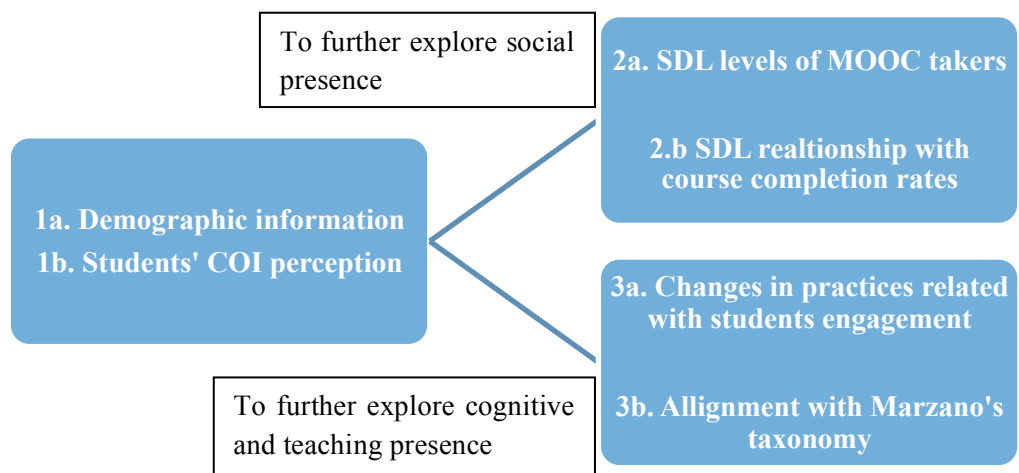 To further explore social
presence
2a. SDL levels of MOOC takers
2.b SDL realtionship with
course completion rates
1a. Demographic information
1b. Students' COI perception
3a. Changes in practices related
with students engagement
3b. Allignment with Marzano's
taxonomy
To further explore cognitive
and teaching presence